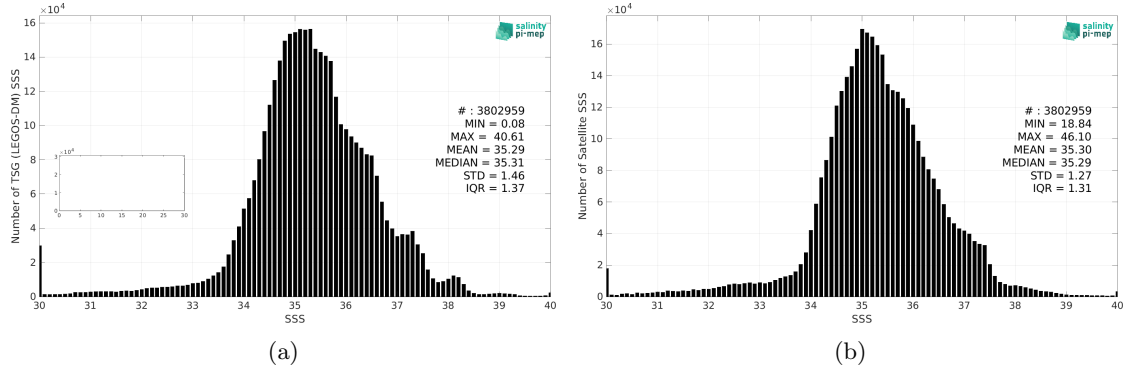 ×10⁴
16
14
12
10
8
6
4
2
0
30
31
32
33
34
35
36
37
38
39
40
SSS
Number of TSG (LEGOS-DM) SSS
salinity
pi-mep
# : 3802959
MIN = 0.08
MAX = 40.61
MEAN = 35.29
MEDIAN = 35.31
STD = 1.46
IQR = 1.37
×10⁴
3
2
1
0
0
5
10
15
20
25
30
(a)
×10⁴
16
14
12
10
8
6
4
2
0
30
31
32
33
34
35
36
37
38
39
40
SSS
Number of Satellite SSS
salinity
pi-mep
# : 3802959
MIN = 18.84
MAX = 46.10
MEAN = 35.30
MEDIAN = 35.29
STD = 1.27
IQR = 1.31
(b)